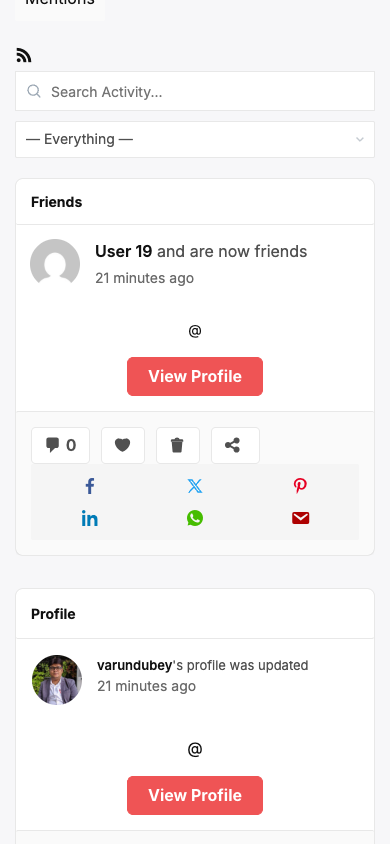 Mentions
Search Activity...
— Everything —
Friends
User 19 and are now friends
21 minutes ago
@
View Profile
0
Profile
varundubey's profile was updated
21 minutes ago
@
View Profile